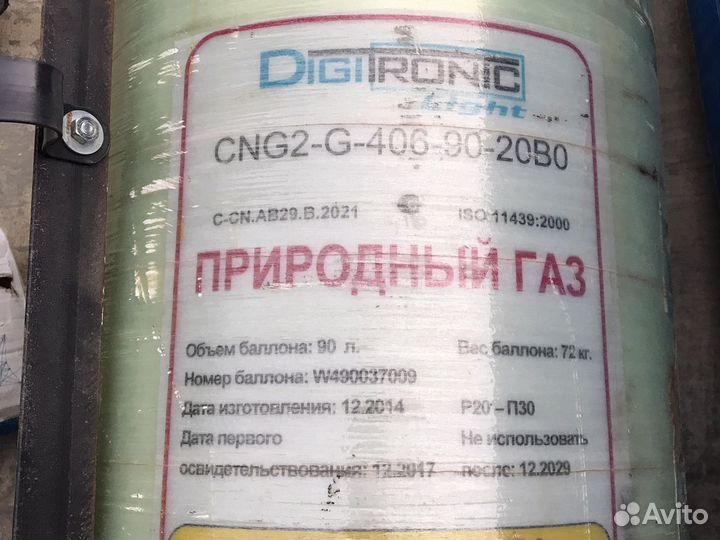 DIGITRONIC
Light
CNG2-G-406-90-20B0
C-CN.AB29.B.2021 ISO 11439:2000
ПРИРОДНЫЙ ГАЗ
Объем баллона: 90 л. Вес баллона: 72 кг.
Номер баллона: W490037009
Дата изготовления: 12.2014 Р20 –П30
Дата первого Не использовать
освидетельствования: 12.2017 после: 12.2029
Avito